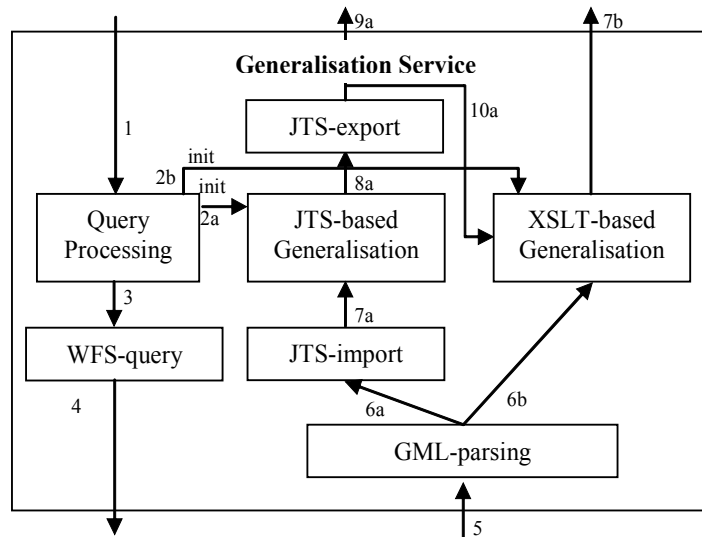 9a
7b
Generalisation Service
1
JTS-export
10a
init
2b
init
8a
2a
Query
Processing
JTS-based
Generalisation
XSLT-based
Generalisation
3
7a
WFS-query
JTS-import
4
6a
6b
GML-parsing
5